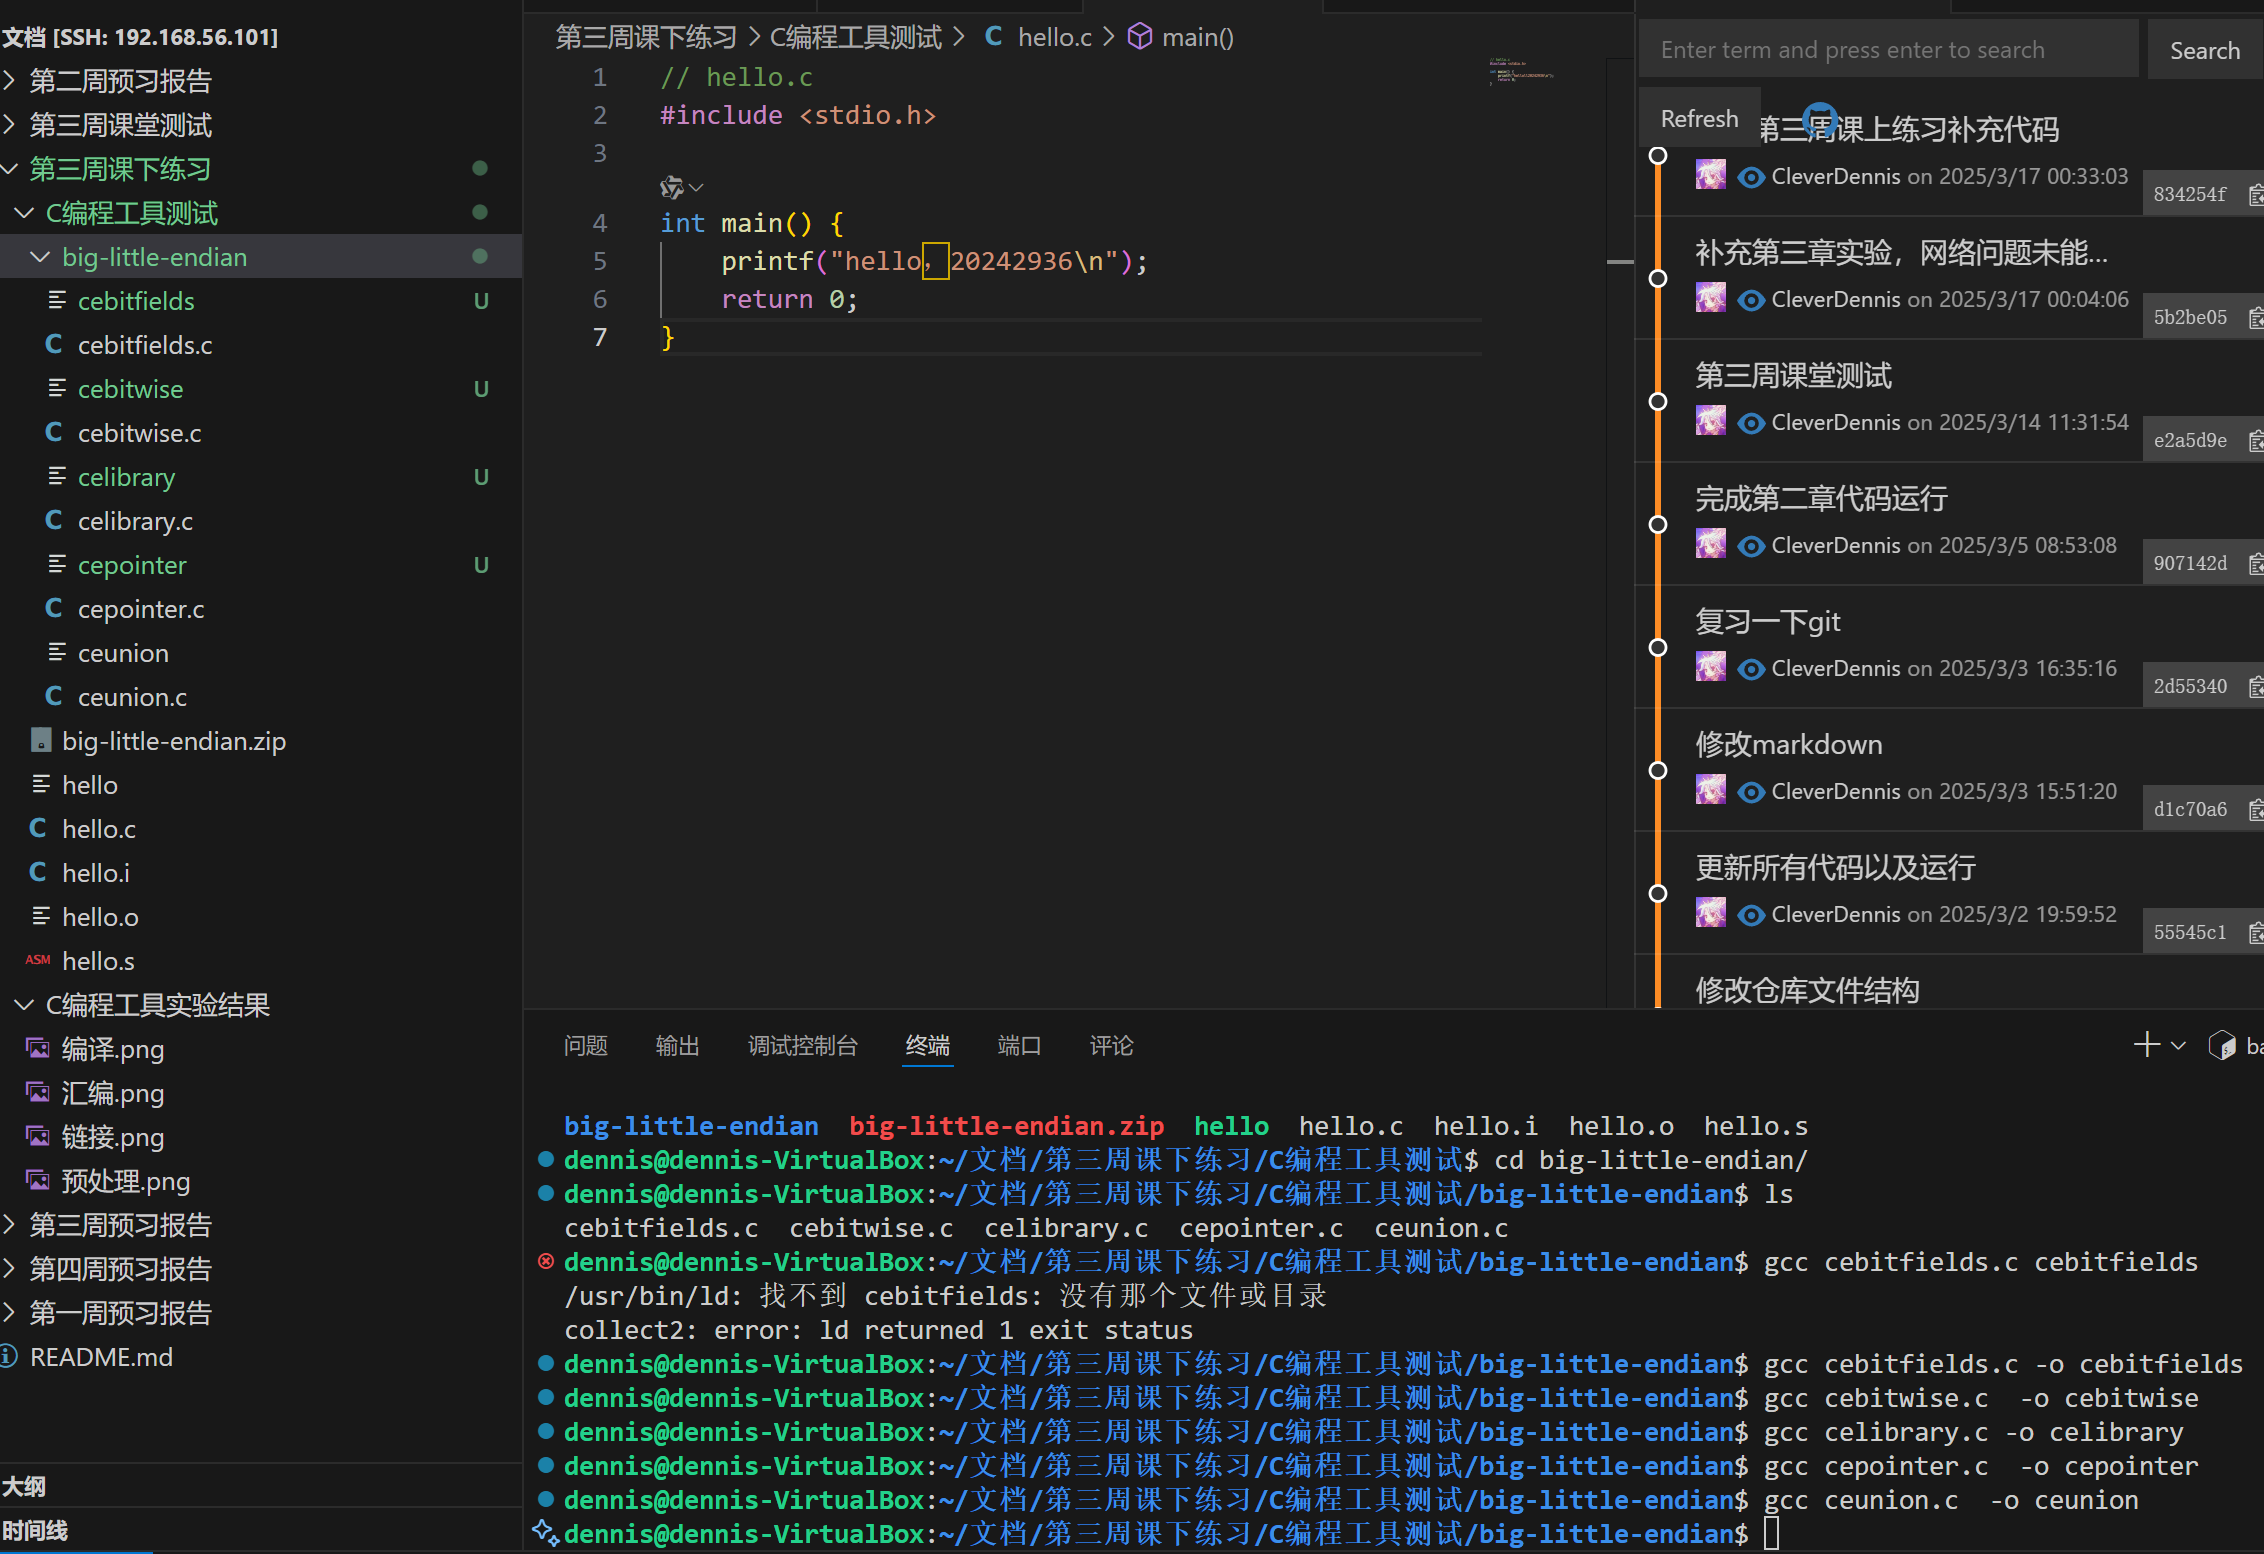 文档 [SSH: 192.168.56.101]
第二周预习报告
第三周课堂测试
第三周课下练习
C编程工具测试
big-little-endian
cebitfields U
cebitfields.c
cebitwise U
cebitwise.c
celibrary U
celibrary.c
cepointer U
cepointer.c
ceunion
ceunion.c
big-little-endian.zip
hello
hello.c
hello.i
hello.o
ASM hello.s
C编程工具实验结果
编译.png
汇编.png
链接.png
预处理.png
第三周预习报告
第四周预习报告
第一周预习报告
README.md
大纲
时间线
第三周课下练习 > C编程工具测试 > C hello.c > main()
1 // hello.c
2 #include <stdio.h>
3
4 int main() {
5 printf("hello，20242936\n");
6 return 0;
7 }
Enter term and press enter to search
Search
Refresh
第三周课上练习补充代码
CleverDennis on 2025/3/17 00:33:03
834254f
补充第三章实验，网络问题未能...
CleverDennis on 2025/3/17 00:04:06
5b2be05
第三周课堂测试
CleverDennis on 2025/3/14 11:31:54
e2a5d9e
完成第二章代码运行
CleverDennis on 2025/3/5 08:53:08
907142d
复习一下git
CleverDennis on 2025/3/3 16:35:16
2d55340
修改markdown
CleverDennis on 2025/3/3 15:51:20
d1c70a6
更新所有代码以及运行
CleverDennis on 2025/3/2 19:59:52
55545c1
修改仓库文件结构
问题 输出 调试控制台 终端 端口 评论
big-little-endian big-little-endian.zip hello hello.c hello.i hello.o hello.s
dennis@dennis-VirtualBox:~/文档/第三周课下练习/C编程工具测试$ cd big-little-endian/
dennis@dennis-VirtualBox:~/文档/第三周课下练习/C编程工具测试/big-little-endian$ ls
cebitfields.c cebitwise.c celibrary.c cepointer.c ceunion.c
dennis@dennis-VirtualBox:~/文档/第三周课下练习/C编程工具测试/big-little-endian$ gcc cebitfields.c cebitfields
/usr/bin/ld: 找不到 cebitfields: 没有那个文件或目录
collect2: error: ld returned 1 exit status
dennis@dennis-VirtualBox:~/文档/第三周课下练习/C编程工具测试/big-little-endian$ gcc cebitfields.c -o cebitfields
dennis@dennis-VirtualBox:~/文档/第三周课下练习/C编程工具测试/big-little-endian$ gcc cebitwise.c  -o cebitwise
dennis@dennis-VirtualBox:~/文档/第三周课下练习/C编程工具测试/big-little-endian$ gcc celibrary.c -o celibrary
dennis@dennis-VirtualBox:~/文档/第三周课下练习/C编程工具测试/big-little-endian$ gcc cepointer.c  -o cepointer
dennis@dennis-VirtualBox:~/文档/第三周课下练习/C编程工具测试/big-little-endian$ gcc ceunion.c  -o ceunion
dennis@dennis-VirtualBox:~/文档/第三周课下练习/C编程工具测试/big-little-endian$